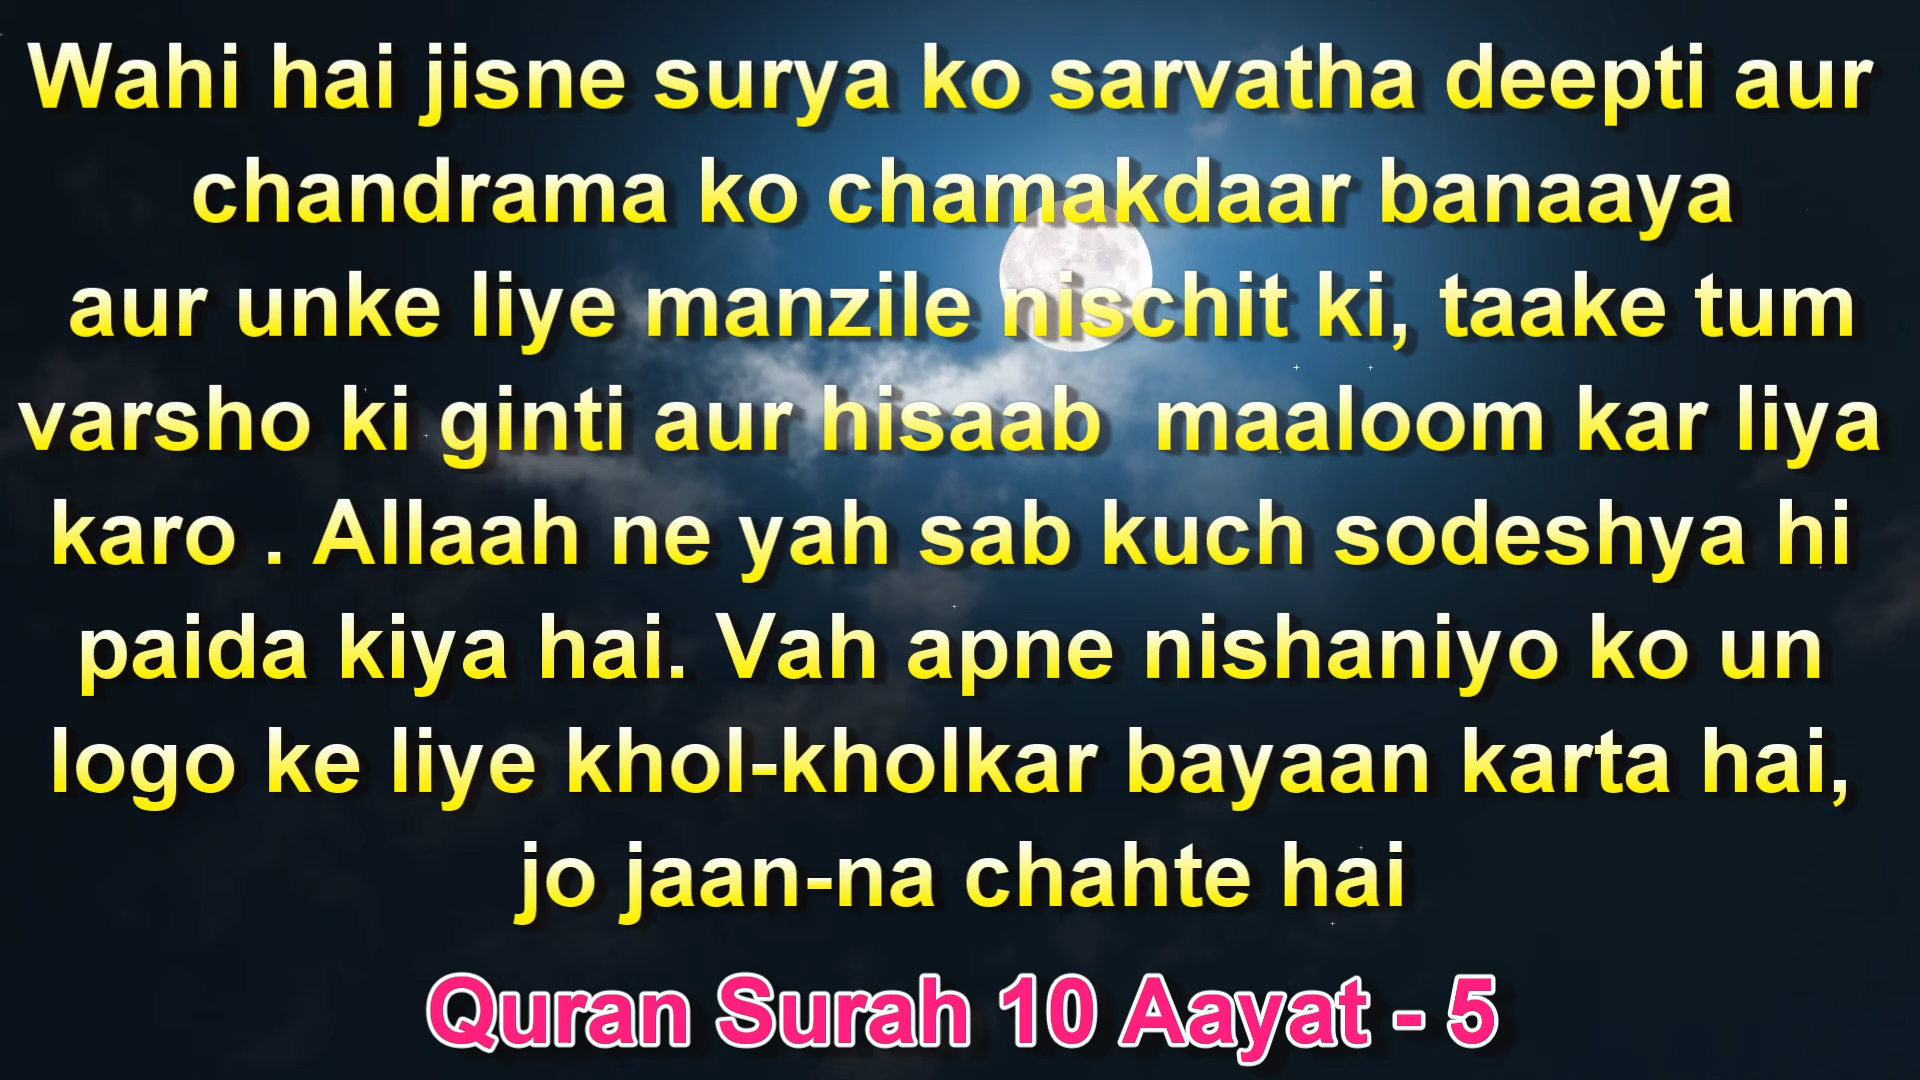 Wahi hai jisne surya ko sarvatha deepti aur
chandrama ko chamakdaar banaaya
aur unke liye manzile nischit ki, taake tum
varsho ki ginti aur hisaab  maaloom kar liya
karo . Allaah ne yah sab kuch sodeshya hi
paida kiya hai. Vah apne nishaniyo ko un
logo ke liye khol-kholkar bayaan karta hai,
jo jaan-na chahte hai
Quran Surah 10 Aayat - 5